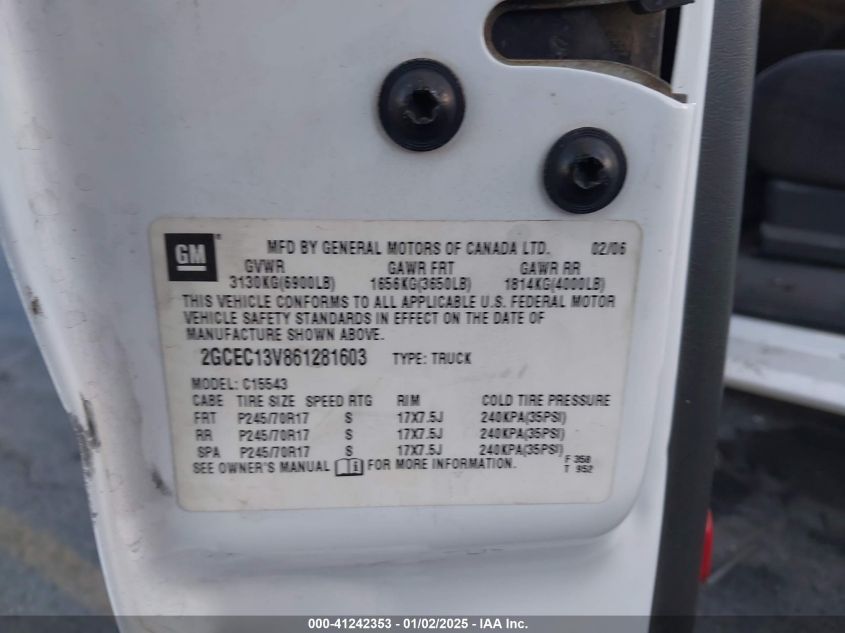 GM® MFD BY GENERAL MOTORS OF CANADA LTD. 02/06
GVWR GAWR FRT GAWR RR
3130KG(6900LB) 1656KG(3650LB) 1814KG(4000LB)
THIS VEHICLE CONFORMS TO ALL APPLICABLE U.S. FEDERAL MOTOR
VEHICLE SAFETY STANDARDS IN EFFECT ON THE DATE OF
MANUFACTURE SHOWN ABOVE.
2GCEC13V861281603 TYPE: TRUCK
MODEL: C15543
CABE TIRE SIZE SPEED RTG RIM COLD TIRE PRESSURE
FRT P245/70R17 S 17X7.5J 240KPA(35PSI)
RR P245/70R17 S 17X7.5J 240KPA(35PSI)
SPA P245/70R17 S 17X7.5J 240KPA(35PSI)
SEE OWNER'S MANUAL i FOR MORE INFORMATION. F 358
T 952
000-41242353 - 01/02/2025 - IAA Inc.